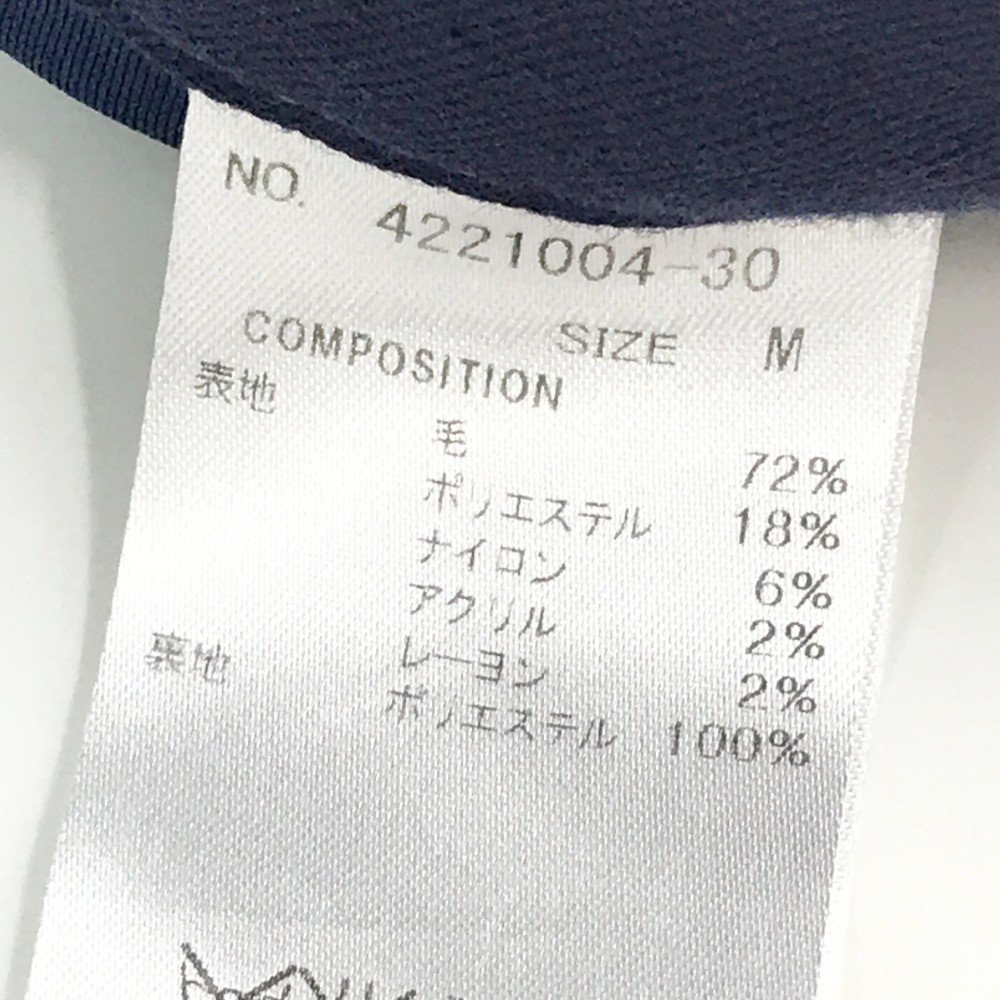 NO. 4221004-30
SIZE M
COMPOSITION
表地
毛 72%
ポリエステル 18%
ナイロン 6%
アクリル 2%
レーヨン 2%
裏地
ポリエステル 100%